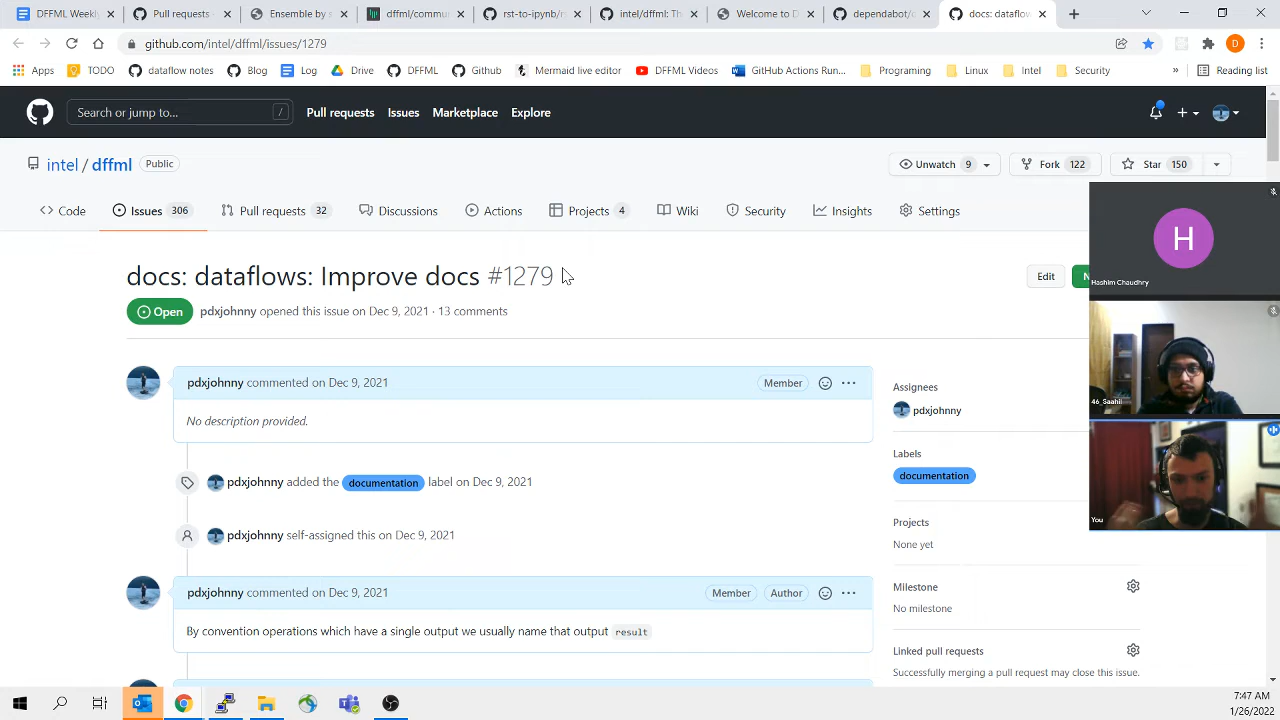 DFFML Weekly
Pull requests
Ensemble by
dffml/commu
rst-to-ipynb/
intel/dffml: Th
Welcome to D
dependabot/
docs: dataflow
github.com/intel/dffml/issues/1279
D
Apps
TODO
dataflow notes
Blog
Log
Drive
DFFML
Github
Mermaid live editor
DFFML Videos
GitHub Actions Run...
Programing
Linux
Intel
Security
»
Reading list
Search or jump to...
/
Pull requests
Issues
Marketplace
Explore
intel / dffml
Public
Unwatch 9
Fork 122
Star 150
Code
Issues 306
Pull requests 32
Discussions
Actions
Projects 4
Wiki
Security
Insights
Settings
H
Hashim Chaudhry
docs: dataflows: Improve docs #1279
Edit
N
Open
pdxjohnny opened this issue on Dec 9, 2021 · 13 comments
pdxjohnny commented on Dec 9, 2021
Member
No description provided.
pdxjohnny added the documentation label on Dec 9, 2021
pdxjohnny self-assigned this on Dec 9, 2021
pdxjohnny commented on Dec 9, 2021
Member
Author
By convention operations which have a single output we usually name that output result
Assignees
pdxjohnny
Labels
documentation
Projects
None yet
Milestone
No milestone
Linked pull requests
Successfully merging a pull request may close this issue.
46_Saahil
You
7:47 AM
1/26/2022